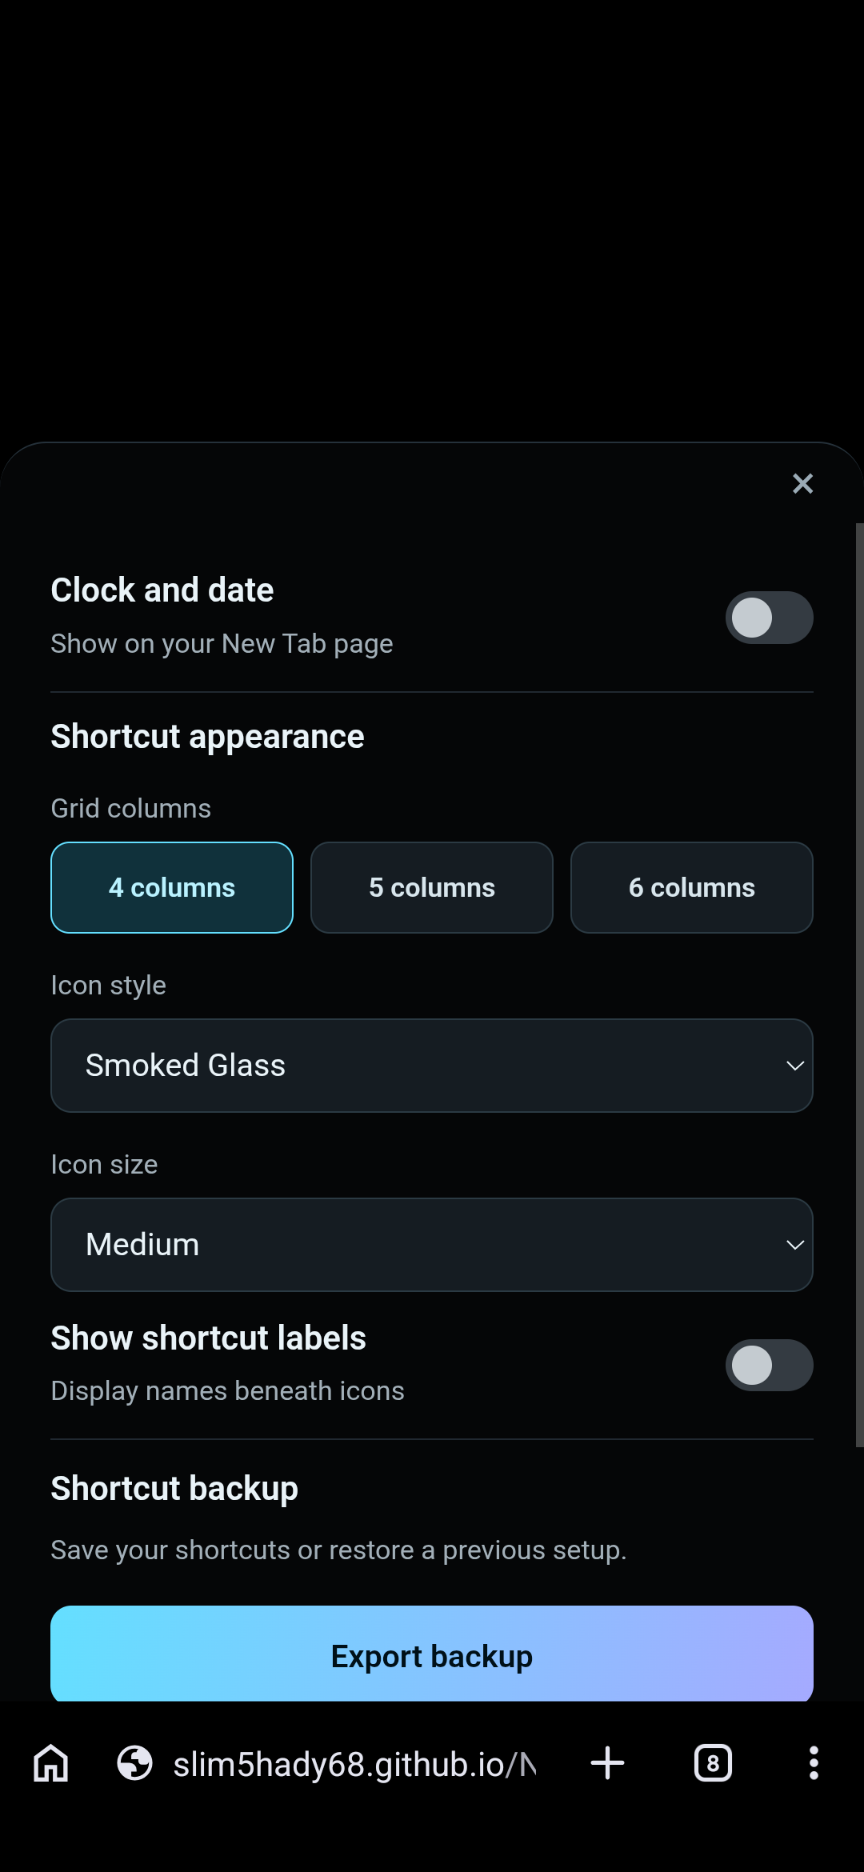 Clock and date
Show on your New Tab page
Shortcut appearance
Grid columns
4 columns
5 columns
6 columns
Icon style
Smoked Glass
Icon size
Medium
Show shortcut labels
Display names beneath icons
Shortcut backup
Save your shortcuts or restore a previous setup.
Export backup
slim5hady68.github.io/N
8